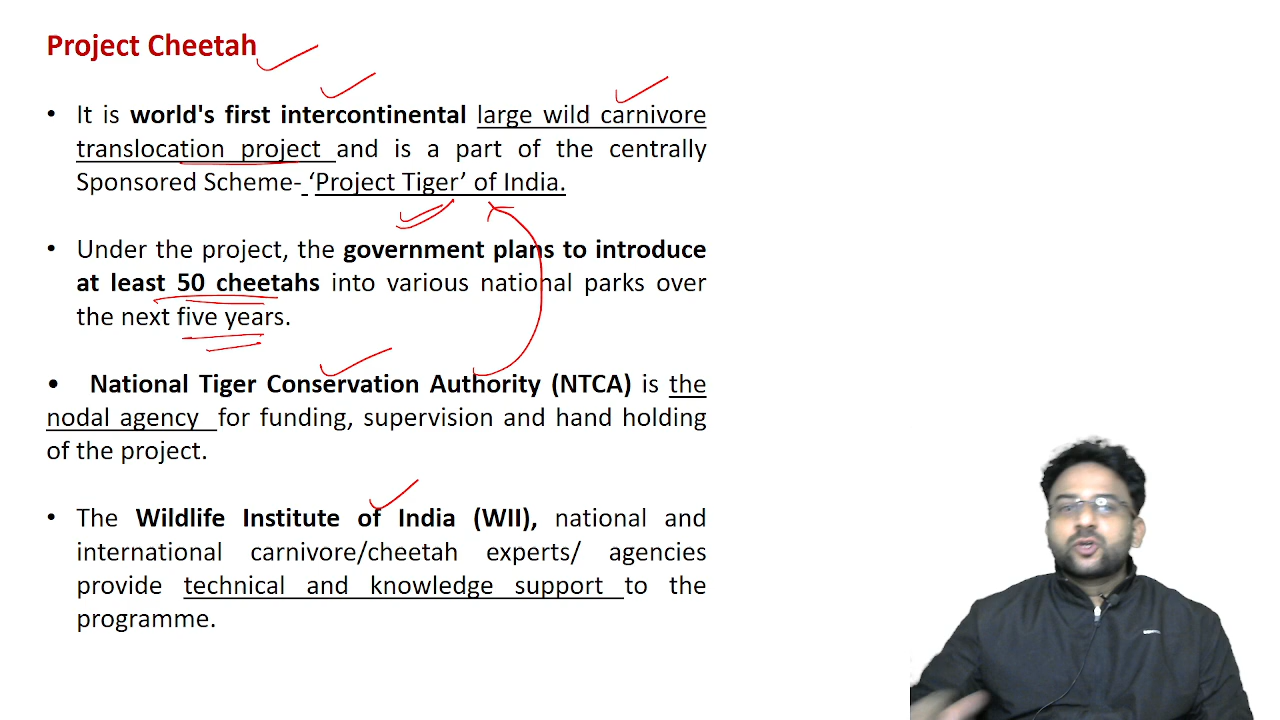 Project Cheetah
• It is world's first intercontinental large wild carnivore
translocation project and is a part of the centrally
Sponsored Scheme- ‘Project Tiger’ of India.
• Under the project, the government plans to introduce
at least 50 cheetahs into various national parks over
the next five years.
• National Tiger Conservation Authority (NTCA) is the
nodal agency for funding, supervision and hand holding
of the project.
• The Wildlife Institute of India (WII), national and
international carnivore/cheetah experts/ agencies
provide technical and knowledge support to the
programme.